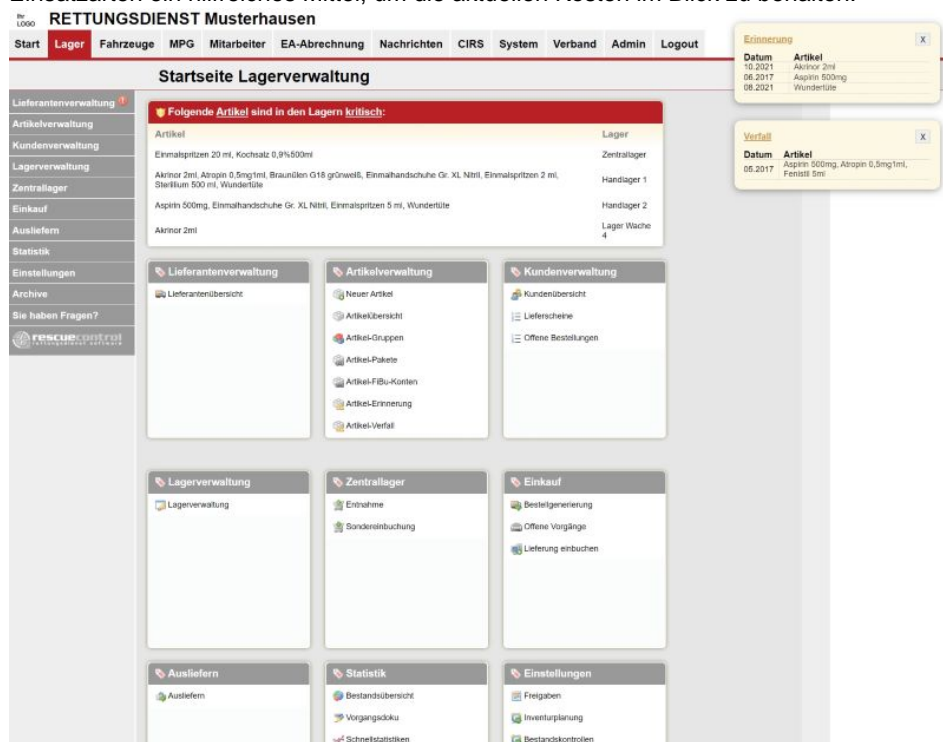 Einsatzarten ein hilfreiches Mittel, um die aktuellen Kosten im Blick zu behalten.
Ihr LOGO
RETTUNGSDIENST Musterhausen
Start Lager Fahrzeuge MPG Mitarbeiter EA-Abrechnung Nachrichten CIRS System Verband Admin Logout
Startseite Lagerverwaltung
Erinnerung X
Datum Artikel
10.2021 Akrinor 2ml
06.2017 Aspirin 500mg
08.2021 Wundertüte
Verfall X
Datum Artikel
05.2017 Aspirin 500mg, Atropin 0,5mg1ml,
Fenistil 5ml
Lieferantenverwaltung
Artikelverwaltung
Kundenverwaltung
Lagerverwaltung
Zentrallager
Einkauf
Ausliefern
Statistik
Einstellungen
Archive
Sie haben Fragen?
rescuecontrol
rettungsdienst software
Folgende Artikel sind in den Lagern kritisch:
Artikel Lager
Einmalspritzen 20 ml, Kochsalz 0,9%500ml Zentrallager
Akrinor 2ml, Atropin 0,5mg1ml, Braunülen G18 grünweiß, Einmalhandschuhe Gr. XL Nitril, Einmalspritzen 2 ml,
Sterillium 500 ml, Wundertüte Handlager 1
Aspirin 500mg, Einmalhandschuhe Gr. XL Nitril, Einmalspritzen 5 ml, Wundertüte Handlager 2
Akrinor 2ml Lager Wache
4
Lieferantenverwaltung
Lieferantenübersicht
Artikelverwaltung
Neuer Artikel
Artikelübersicht
Artikel-Gruppen
Artikel-Pakete
Artikel-FiBu-Konten
Artikel-Erinnerung
Artikel-Verfall
Kundenverwaltung
Kundenübersicht
Lieferscheine
Offene Bestellungen
Lagerverwaltung
Lagerverwaltung
Zentrallager
Entnahme
Sondereinbuchung
Einkauf
Bestellgenerierung
Offene Vorgänge
Lieferung einbuchen
Ausliefern
Ausliefern
Statistik
Bestandsübersicht
Vorgangsdoku
Schnellstatistiken
Einstellungen
Freigaben
Inventurplanung
Bestandskontrollen